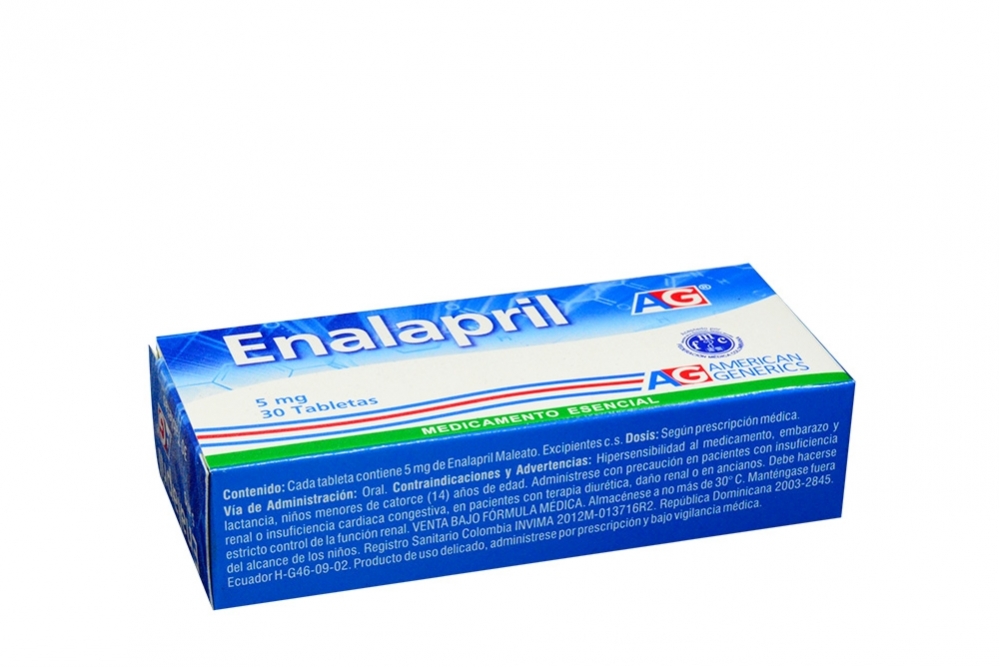 Enalapril
AG®
5 mg
30 Tabletas
AG AMERICAN
GENERICS
MEDICAMENTO ESENCIAL
Contenido: Cada tableta contiene 5 mg de Enalapril Maleato. Excipientes c.s. Dosis: Según prescripción médica.
Vía de Administración: Oral. Contraindicaciones y Advertencias: Hipersensibilidad al medicamento, embarazo y
lactancia, niños menores de catorce (14) años de edad. Adminístrese con precaución en pacientes con insuficiencia
renal o insuficiencia cardiaca congestiva, en pacientes con terapia diurética, daño renal o en ancianos. Debe hacerse
estricto control de la función renal. VENTA BAJO FÓRMULA MÉDICA. Almacénese a no más de 30° C. Manténgase fuera
del alcance de los niños. Registro Sanitario Colombia INVIMA 2012M-013716R2. República Dominicana 2003-2845.
Ecuador H-G46-09-02. Producto de uso delicado, adminístrese por prescripción y bajo vigilancia médica.